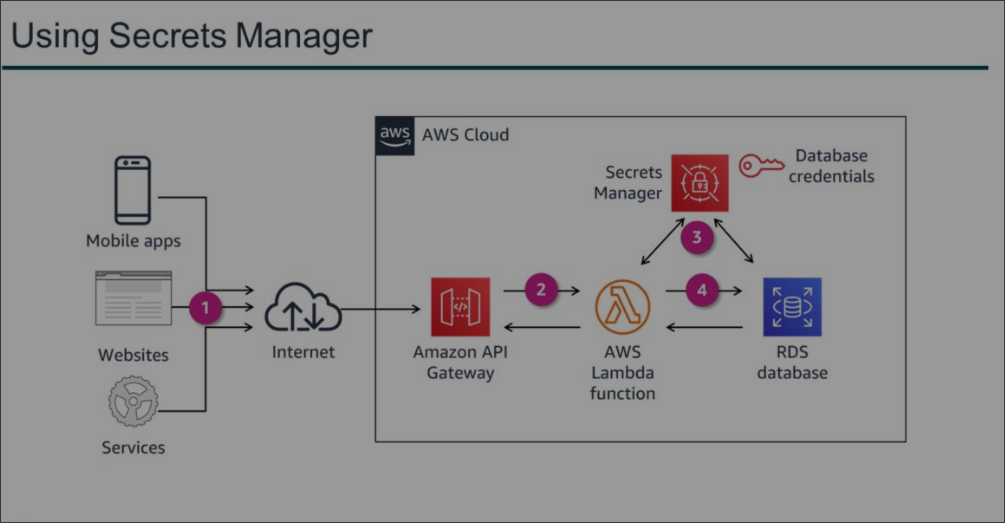 Using Secrets Manager
aws
AWS Cloud
Secrets
Manager
Database
credentials
Mobile apps
3
1
2
4
</>
Websites
Internet
Amazon API
Gateway
AWS
Lambda
function
RDS
database
Services